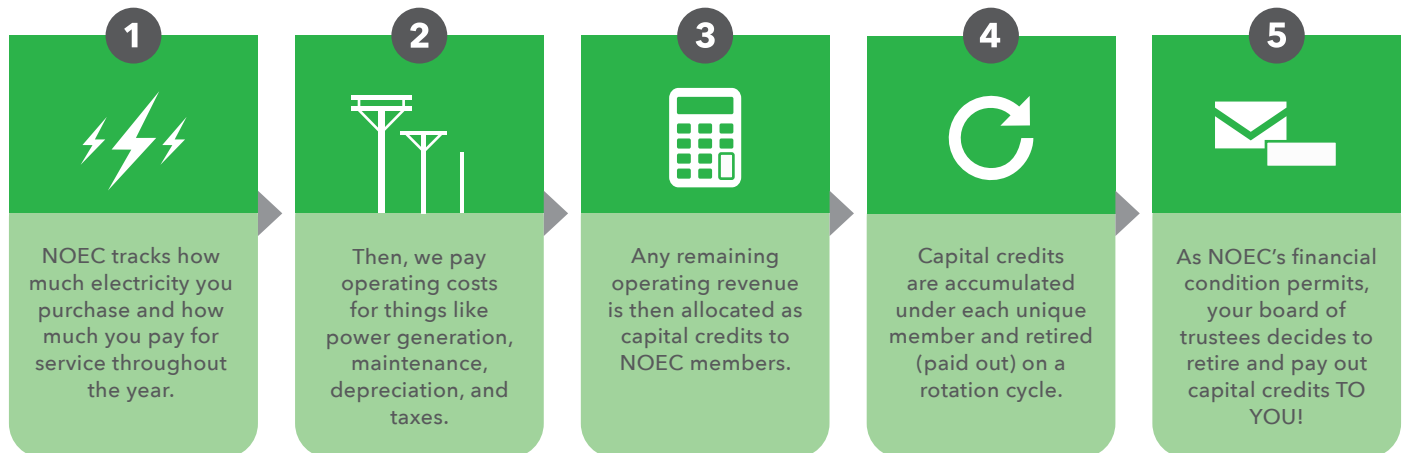 1
NOEC tracks how
much electricity you
purchase and how
much you pay for
service throughout
the year.
2
Then, we pay
operating costs
for things like
power generation,
maintenance,
depreciation, and
taxes.
3
Any remaining
operating revenue
is then allocated as
capital credits to
NOEC members.
4
Capital credits
are accumulated
under each unique
member and retired
(paid out) on a
rotation cycle.
5
As NOEC’s financial
condition permits,
your board of
trustees decides to
retire and pay out
capital credits TO
YOU!